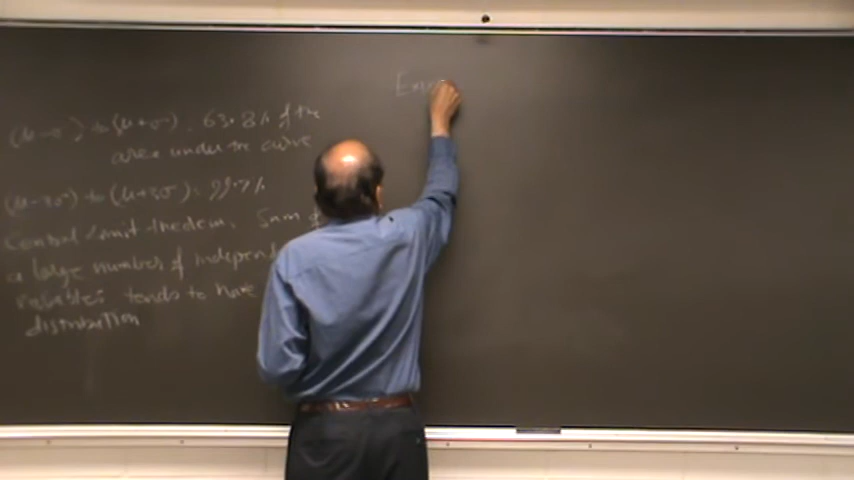 (μ-σ) to (μ+σ). 63.8% of the
area under the curve
(μ-3σ) to (μ+3σ): 99.7%
Central Limit theorem. Sum of
a large number of independ
variables tends to have
distribution
Exa